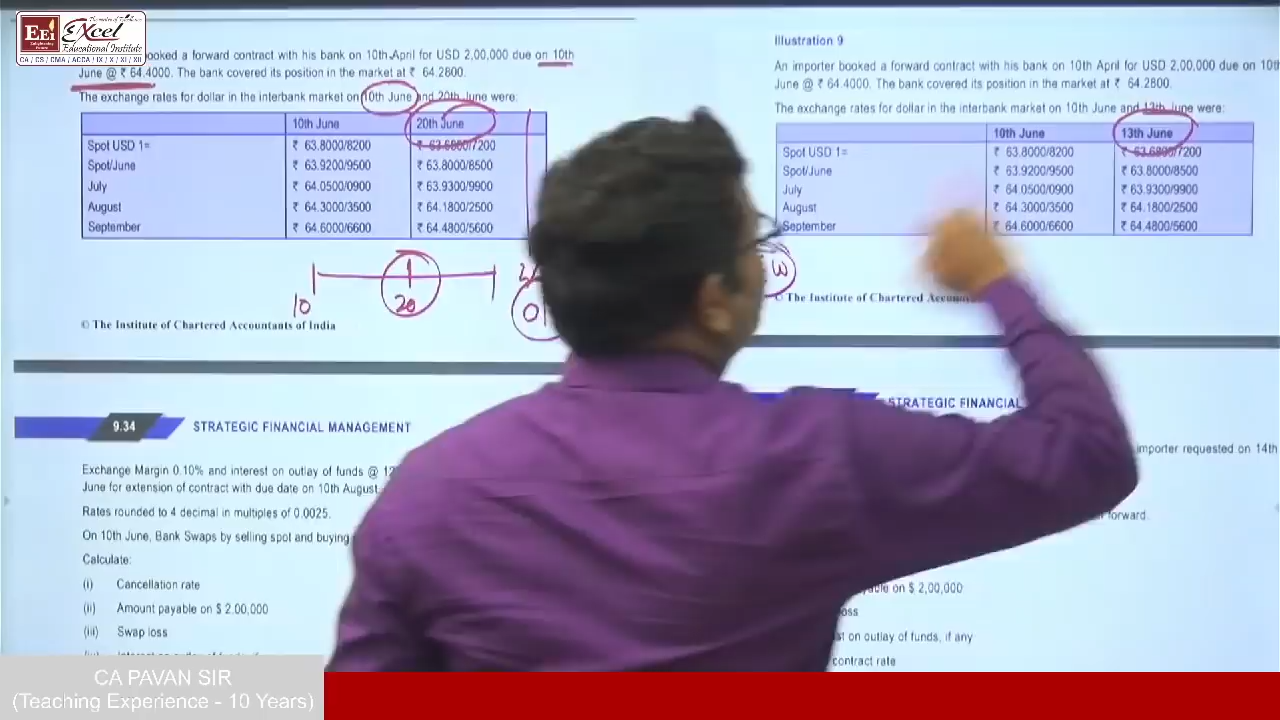 The matter of Excellence
EEi Excel
Educational Institute
CA / CS / CMA / ACCA / IX / X / XI / XII
ooked a forward contract with his bank on 10th April for USD 2,00,000 due on 10th
June @ ₹ 64.4000. The bank covered its position in the market at ₹ 64.2800.
The exchange rates for dollar in the interbank market on 10th June and 20th June were:
10th June 20th June
Spot USD 1= ₹ 63.8000/8200 ₹ 63.6800/7200
Spot/June ₹ 63.9200/9500 ₹ 63.8000/8500
July ₹ 64.0500/0900 ₹ 63.9300/9900
August ₹ 64.3000/3500 ₹ 64.1800/2500
September ₹ 64.6000/6600 ₹ 64.4800/5600
10 20
© The Institute of Chartered Accountants of India
9.34 STRATEGIC FINANCIAL MANAGEMENT
Exchange Margin 0.10% and interest on outlay of funds @
June for extension of contract with due date on 10th August
Rates rounded to 4 decimal in multiples of 0.0025.
On 10th June, Bank Swaps by selling spot and buying
Calculate:
(i) Cancellation rate
(ii) Amount payable on $ 2,00,000
(iii) Swap loss
Illustration 9
An importer booked a forward contract with his bank on 10th April for USD 2,00,000 due on 10th
June @ ₹ 64.4000. The bank covered its position in the market at ₹ 64.2800.
The exchange rates for dollar in the interbank market on 10th June and 13th June were:
10th June 13th June
Spot USD 1= ₹ 63.8000/8200 ₹ 63.6800/7200
Spot/June ₹ 63.9200/9500 ₹ 63.8000/8500
July ₹ 64.0500/0900 ₹ 63.9300/9900
August ₹ 64.3000/3500 ₹ 64.1800/2500
September ₹ 64.6000/6600 ₹ 64.4800/5600
W
© The Institute of Chartered
STRATEGIC FINANCIAL
importer requested on 14th
forward.
on $ 2,00,000
oss
on outlay of funds, if any
contract rate
CA PAVAN SIR
(Teaching Experience - 10 Years)